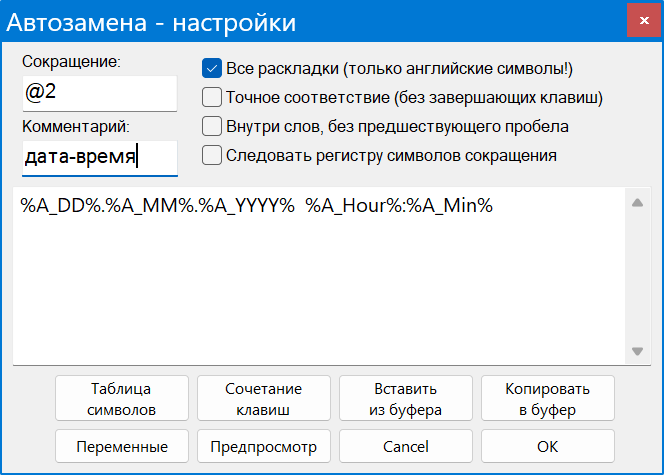 Автозамена - настройки
Сокращение:
@2
Комментарий:
дата-время
Все раскладки (только английские символы!)
Точное соответствие (без завершающих клавиш)
Внутри слов, без предшествующего пробела
Следовать регистру символов сокращения
%A_DD%.%A_MM%.%A_YYYY%  %A_Hour%:%A_Min%
Таблица
символов
Сочетание
клавиш
Вставить
из буфера
Копировать
в буфер
Переменные
Предпросмотр
Cancel
OK